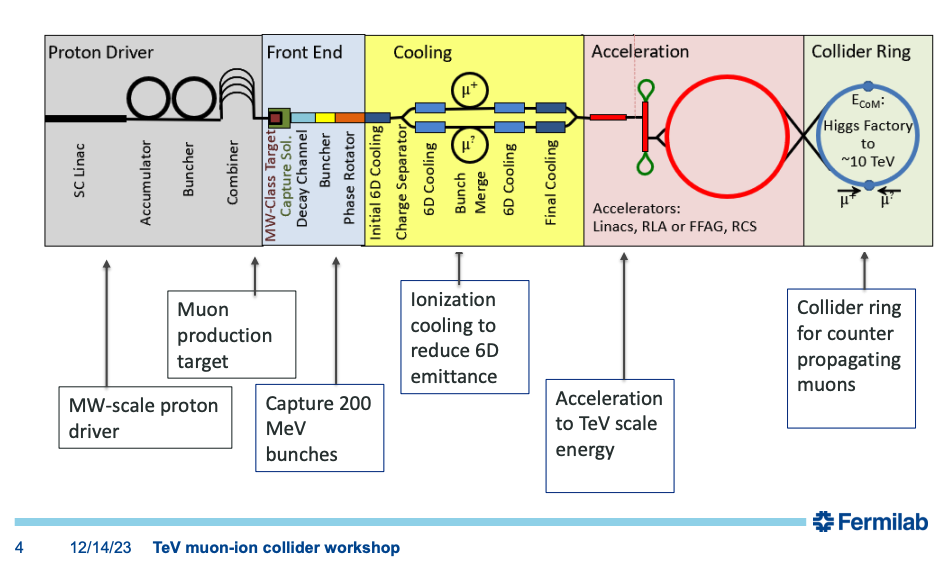 Proton Driver
Front End
Cooling
Acceleration
Collider Ring
SC Linac
Accumulator
Buncher
Combiner
MW-Class Target
Capture Sol.
Decay Channel
Buncher
Phase Rotator
Initial 6D Cooling
Charge Separator
6D Cooling
μ+
μ?
Bunch
Merge
6D Cooling
Final Cooling
Accelerators:
Linacs, RLA or FFAG, RCS
ECoM:
Higgs Factory
to
~10 TeV
μ+
μ?
MW-scale proton
driver
Muon
production
target
Capture 200
MeV
bunches
Ionization
cooling to
reduce 6D
emittance
Acceleration
to TeV scale
energy
Collider ring
for counter
propagating
muons
Fermilab
4 12/14/23 TeV muon-ion collider workshop